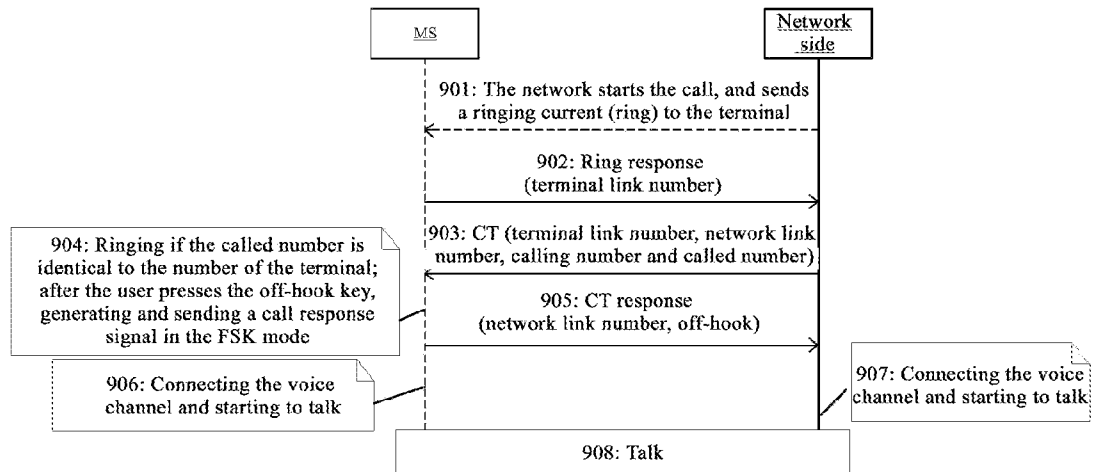 MS
Network
side
901: The network starts the call, and sends
a ringing current (ring) to the terminal
902: Ring response
(terminal link number)
903: CT (terminal link number, network link
number, calling number and called number)
904: Ringing if the called number is
identical to the number of the terminal;
after the user presses the off-hook key,
generating and sending a call response
signal in the FSK mode
905: CT response
(network link number, off-hook)
906: Connecting the voice
channel and starting to talk
907: Connecting the voice
channel and starting to talk
908: Talk